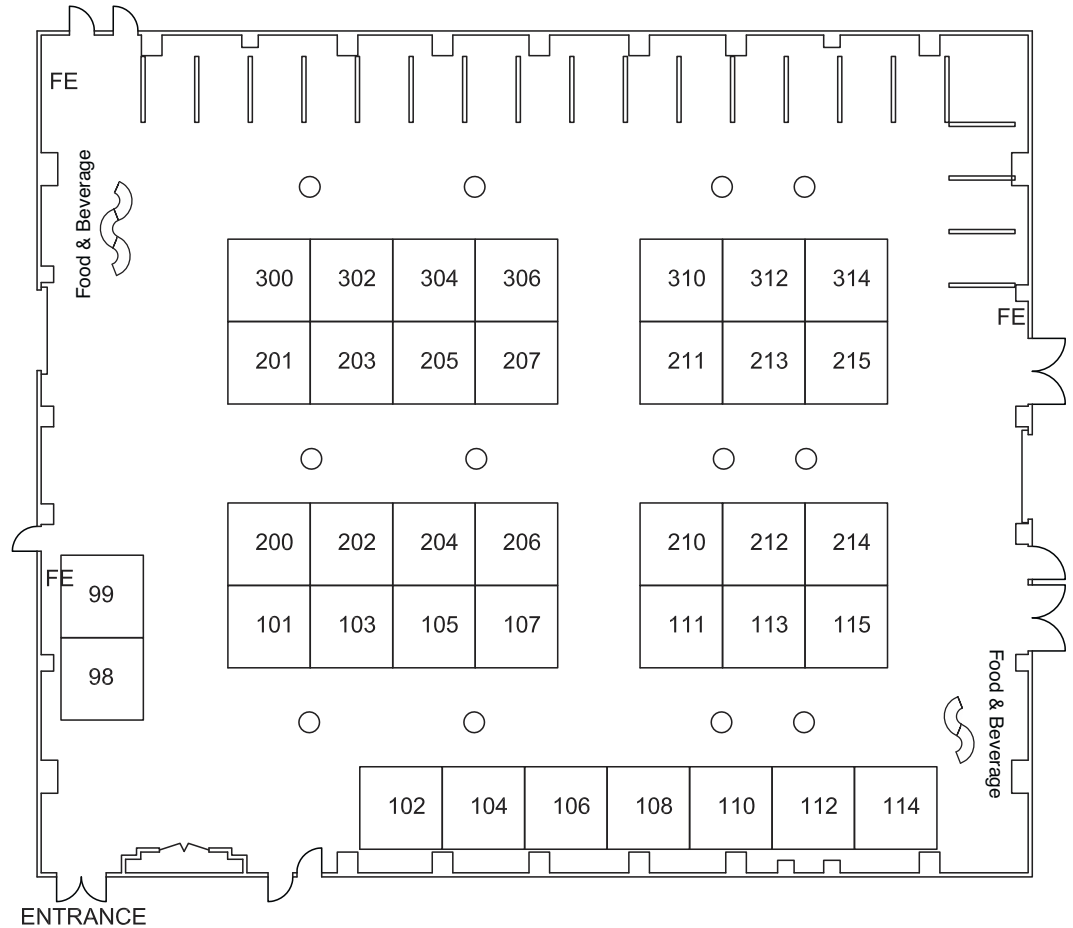 FE
Food & Beverage
300 302 304 306 310 312 314
FE
201 203 205 207 211 213 215
200 202 204 206 210 212 214
FE
99
101 103 105 107 111 113 115
98
Food & Beverage
102 104 106 108 110 112 114
ENTRANCE